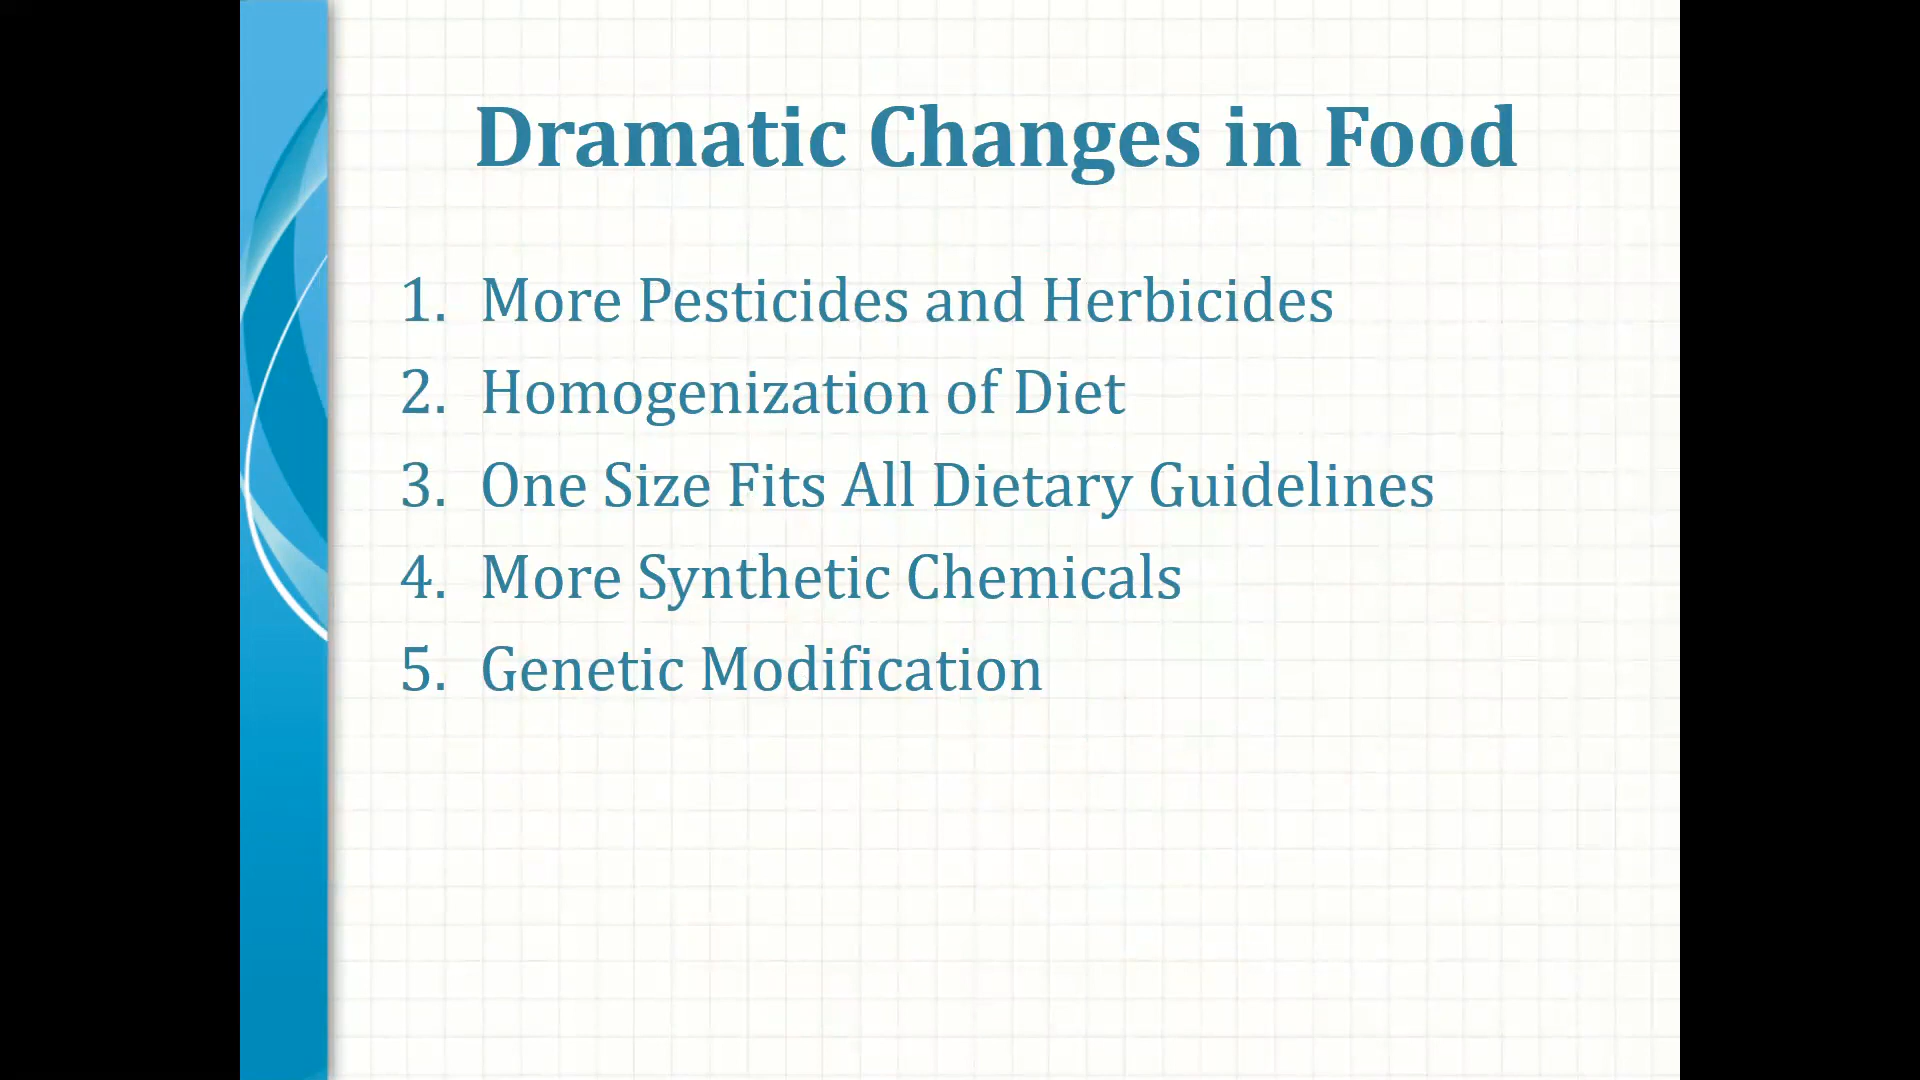 Dramatic Changes in Food
1. More Pesticides and Herbicides
2. Homogenization of Diet
3. One Size Fits All Dietary Guidelines
4. More Synthetic Chemicals
5. Genetic Modification